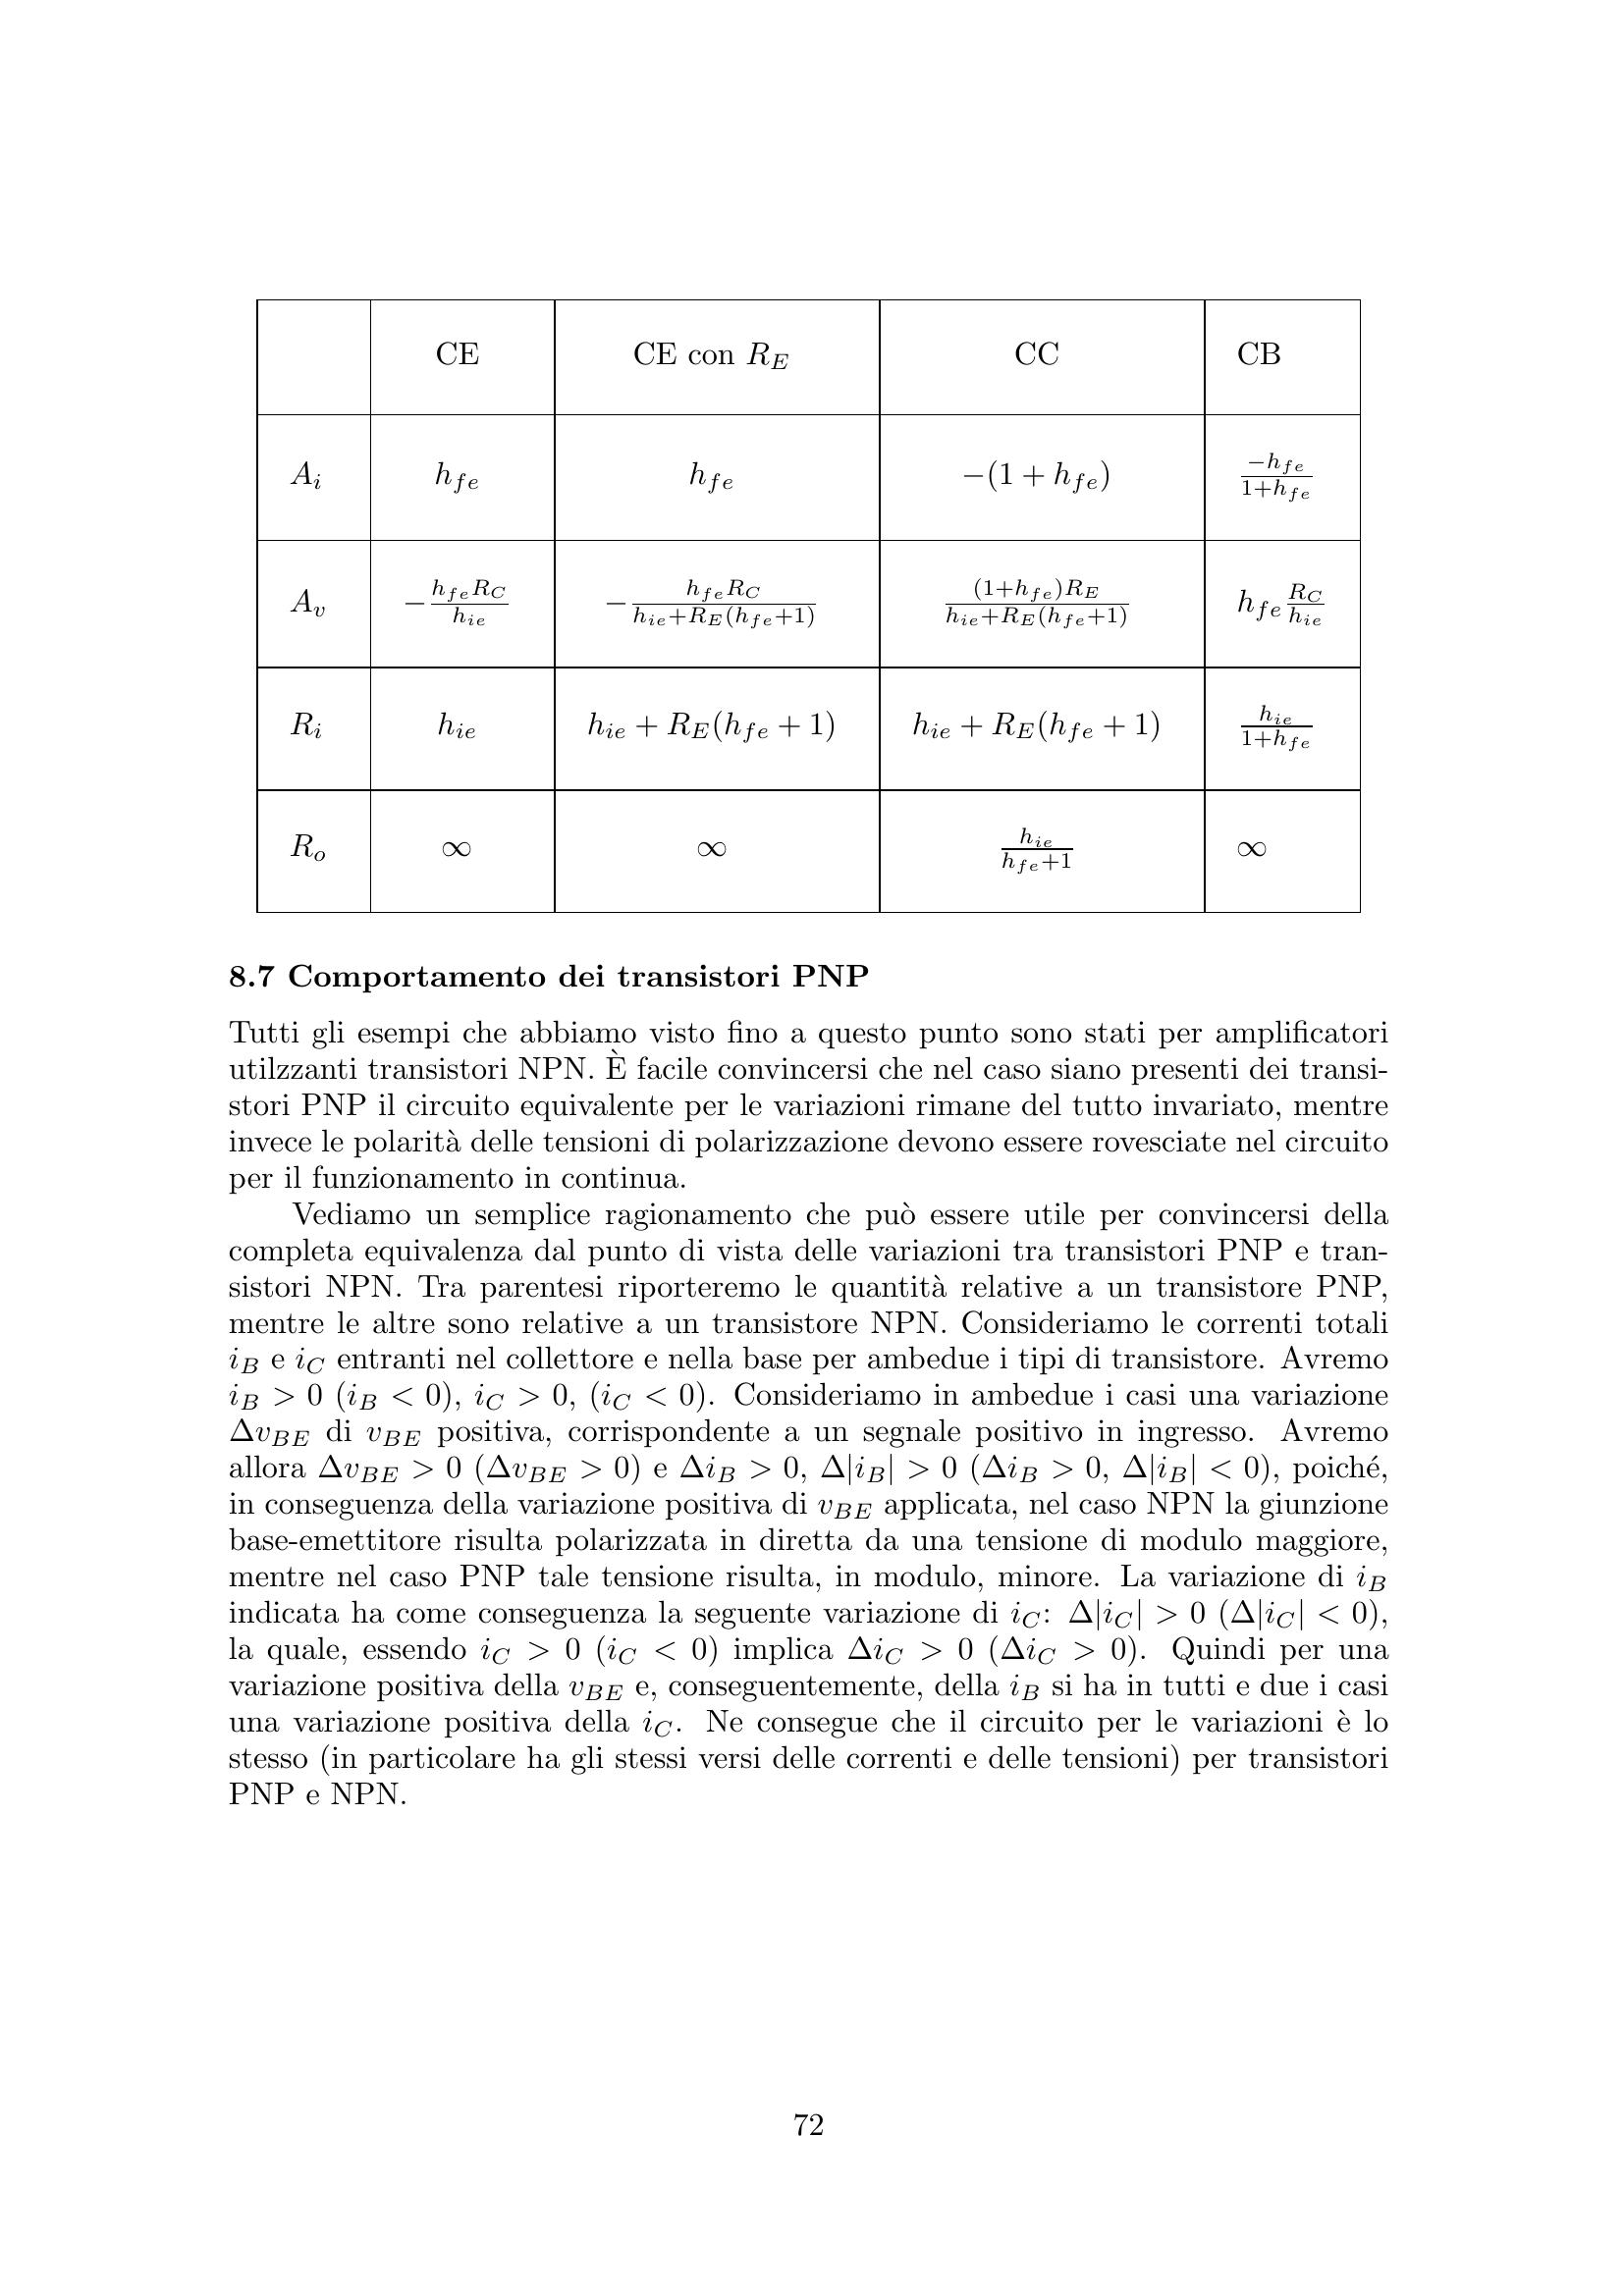 CE CE con $R_E$ CC CB
$A_i$ $h_{fe}$ $h_{fe}$ $-(1+h_{fe})$ $\frac{-h_{fe}}{1+h_{fe}}$
$A_v$ $-\frac{h_{fe}R_C}{h_{ie}}$ $-\frac{h_{fe}R_C}{h_{ie}+R_E(h_{fe}+1)}$ $\frac{(1+h_{fe})R_E}{h_{ie}+R_E(h_{fe}+1)}$ $h_{fe}\frac{R_C}{h_{ie}}$
$R_i$ $h_{ie}$ $h_{ie}+R_E(h_{fe}+1)$ $h_{ie}+R_E(h_{fe}+1)$ $\frac{h_{ie}}{1+h_{fe}}$
$R_o$ $\infty$ $\infty$ $\frac{h_{ie}}{h_{fe}+1}$ $\infty$
8.7 Comportamento dei transistori PNP
Tutti gli esempi che abbiamo visto fino a questo punto sono stati per amplificatori
utilzzanti transistori NPN. È facile convincersi che nel caso siano presenti dei transi-
stori PNP il circuito equivalente per le variazioni rimane del tutto invariato, mentre
invece le polarità delle tensioni di polarizzazione devono essere rovesciate nel circuito
per il funzionamento in continua.
Vediamo un semplice ragionamento che può essere utile per convincersi della
completa equivalenza dal punto di vista delle variazioni tra transistori PNP e tran-
sistori NPN. Tra parentesi riporteremo le quantità relative a un transistore PNP,
mentre le altre sono relative a un transistore NPN. Consideriamo le correnti totali
$i_B$ e $i_C$ entranti nel collettore e nella base per ambedue i tipi di transistore. Avremo
$i_B > 0$ ($i_B < 0$), $i_C > 0$, ($i_C < 0$). Consideriamo in ambedue i casi una variazione
$\Delta v_{BE}$ di $v_{BE}$ positiva, corrispondente a un segnale positivo in ingresso. Avremo
allora $\Delta v_{BE} > 0$ ($\Delta v_{BE} > 0$) e $\Delta i_B > 0$, $\Delta|i_B| > 0$ ($\Delta i_B > 0$, $\Delta|i_B| < 0$), poiché,
in conseguenza della variazione positiva di $v_{BE}$ applicata, nel caso NPN la giunzione
base-emettitore risulta polarizzata in diretta da una tensione di modulo maggiore,
mentre nel caso PNP tale tensione risulta, in modulo, minore. La variazione di $i_B$
indicata ha come conseguenza la seguente variazione di $i_C$: $\Delta|i_C| > 0$ ($\Delta|i_C| < 0$),
la quale, essendo $i_C > 0$ ($i_C < 0$) implica $\Delta i_C > 0$ ($\Delta i_C > 0$). Quindi per una
variazione positiva della $v_{BE}$ e, conseguentemente, della $i_B$ si ha in tutti e due i casi
una variazione positiva della $i_C$. Ne consegue che il circuito per le variazioni è lo
stesso (in particolare ha gli stessi versi delle correnti e delle tensioni) per transistori
PNP e NPN.
72